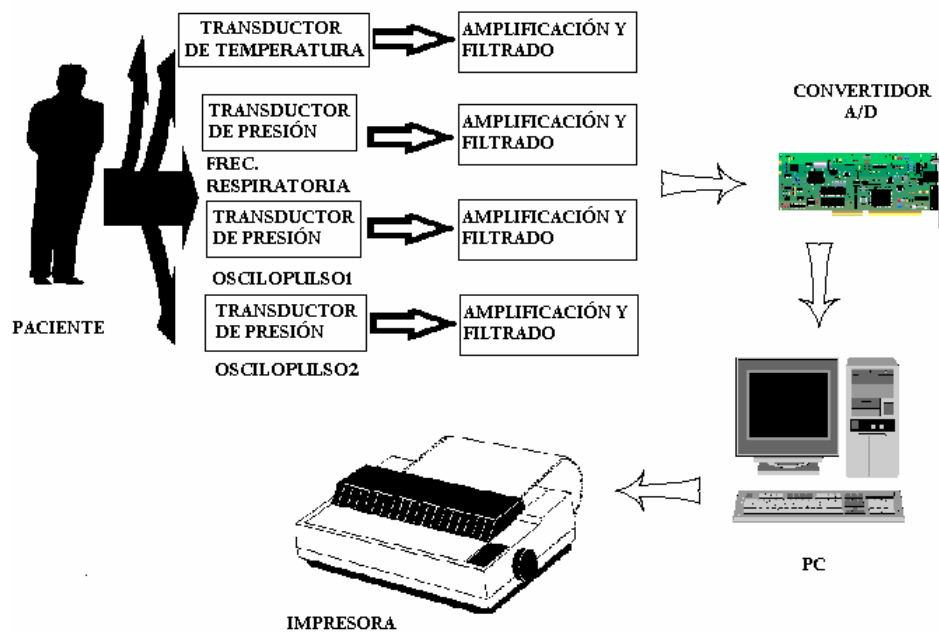 TRANSDUCTOR
DE TEMPERATURA
AMPLIFICACIÓN Y
FILTRADO
TRANSDUCTOR
DE PRESIÓN
AMPLIFICACIÓN Y
FILTRADO
FREC.
RESPIRATORIA
TRANSDUCTOR
DE PRESIÓN
AMPLIFICACIÓN Y
FILTRADO
OSCILOPULSO1
TRANSDUCTOR
DE PRESIÓN
AMPLIFICACIÓN Y
FILTRADO
OSCILOPULSO2
PACIENTE
CONVERTIDOR
A/D
PC
IMPRESORA